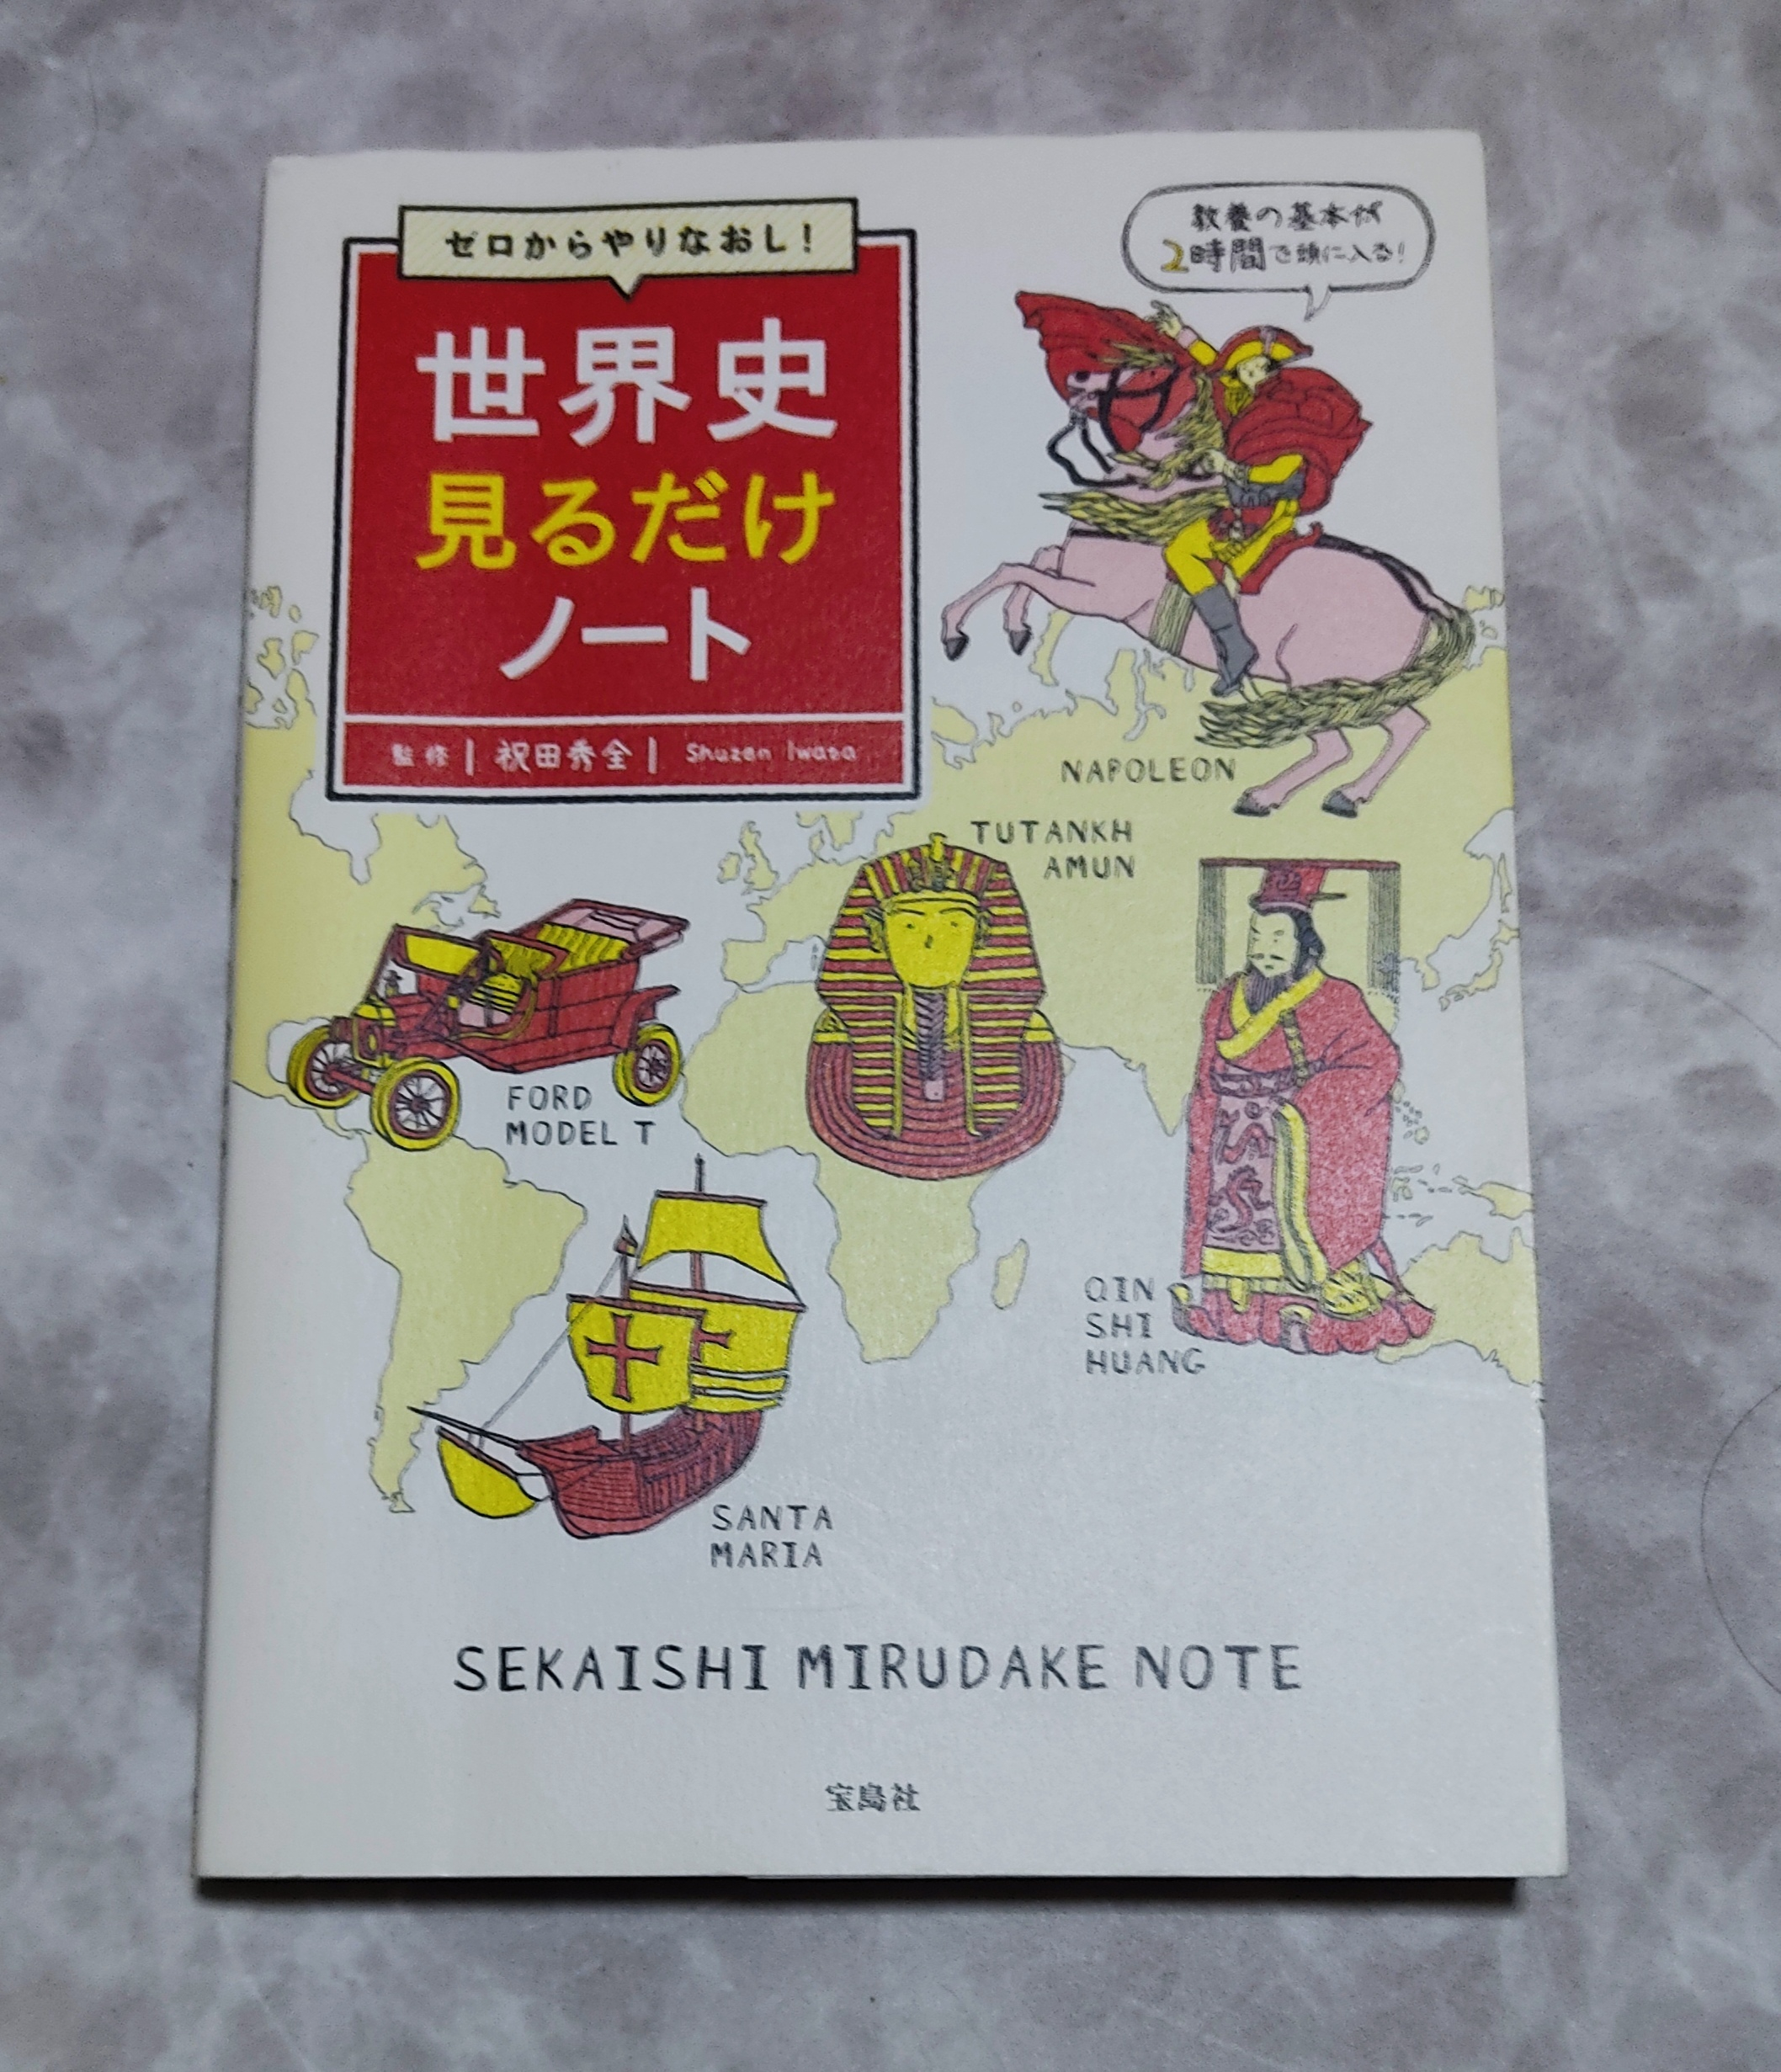 ゼロからやりなおし!
世界史
見るだけ
ノート
監修|祝田秀全| Shuzen Iwata
教養の基本が
2時間で頭に入る!
NAPOLEON
TUTANKH
AMUN
FORD
MODEL T
QIN
SHI
HUANG
SANTA
MARIA
SEKAISHI MIRUDAKE NOTE
宝島社